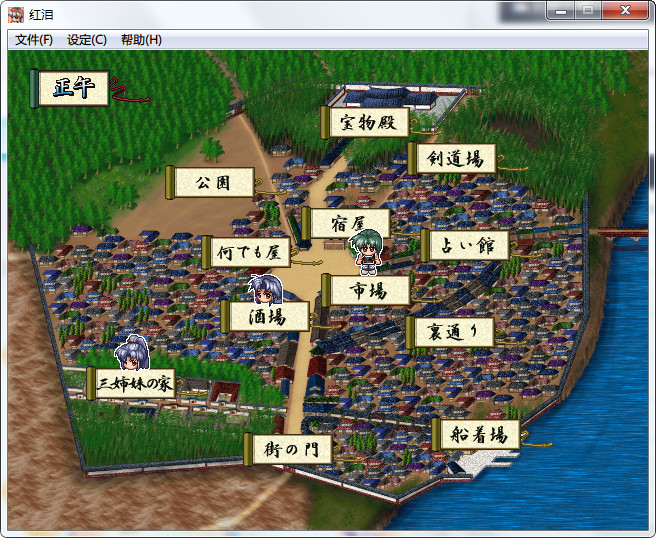 红泪
文件(F) 设定(C) 帮助(H)
正午
宝物殿
剣道場
公園
宿屋
占い館
何でも屋
市場
酒場
裏通り
三姉妹の家
船着場
街の門